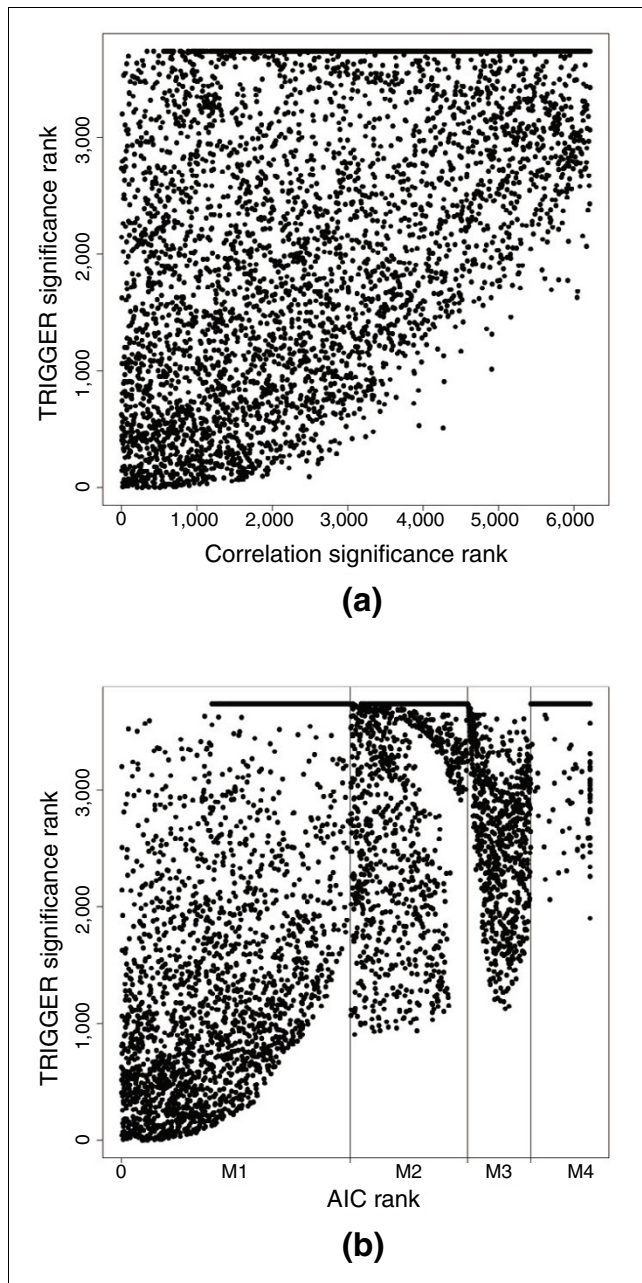 3,000
2,000
1,000
0
TRIGGER significance rank
0 1,000 2,000 3,000 4,000 5,000 6,000
Correlation significance rank
(a)
3,000
2,000
1,000
0
TRIGGER significance rank
0 M1 M2 M3 M4
AIC rank
(b)